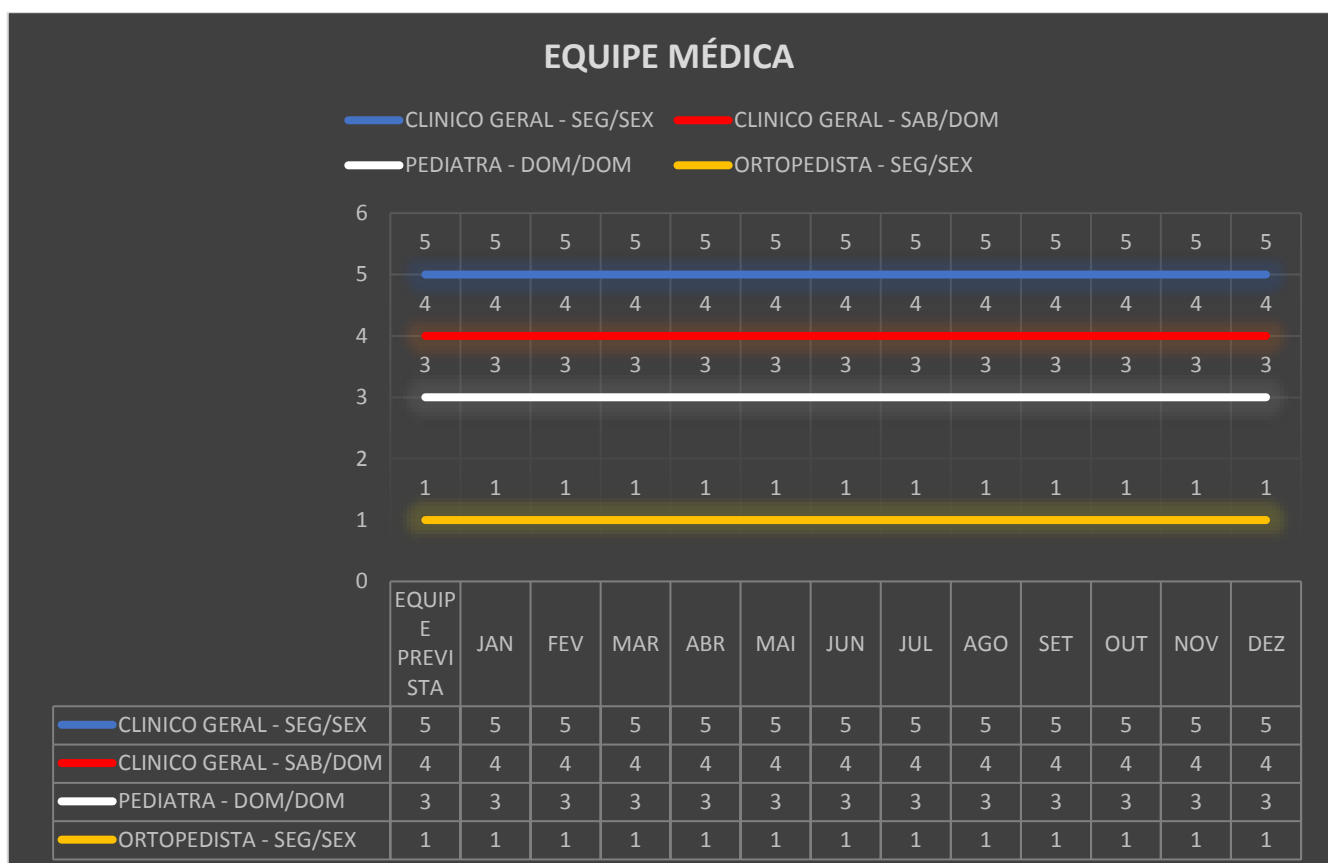 EQUIPE MÉDICA
CLINICO GERAL - SEG/SEX CLINICO GERAL - SAB/DOM
PEDIATRA - DOM/DOM ORTOPEDISTA - SEG/SEX
6
5 5 5 5 5 5 5 5 5 5 5 5 5
5
4 4 4 4 4 4 4 4 4 4 4 4 4
4
3 3 3 3 3 3 3 3 3 3 3 3 3
3
2
1 1 1 1 1 1 1 1 1 1 1 1 1
1
0
EQUIP
E
PREVI
STA
JAN FEV MAR ABR MAI JUN JUL AGO SET OUT NOV DEZ
CLINICO GERAL - SEG/SEX 5 5 5 5 5 5 5 5 5 5 5 5 5
CLINICO GERAL - SAB/DOM 4 4 4 4 4 4 4 4 4 4 4 4 4
PEDIATRA - DOM/DOM 3 3 3 3 3 3 3 3 3 3 3 3 3
ORTOPEDISTA - SEG/SEX 1 1 1 1 1 1 1 1 1 1 1 1 1